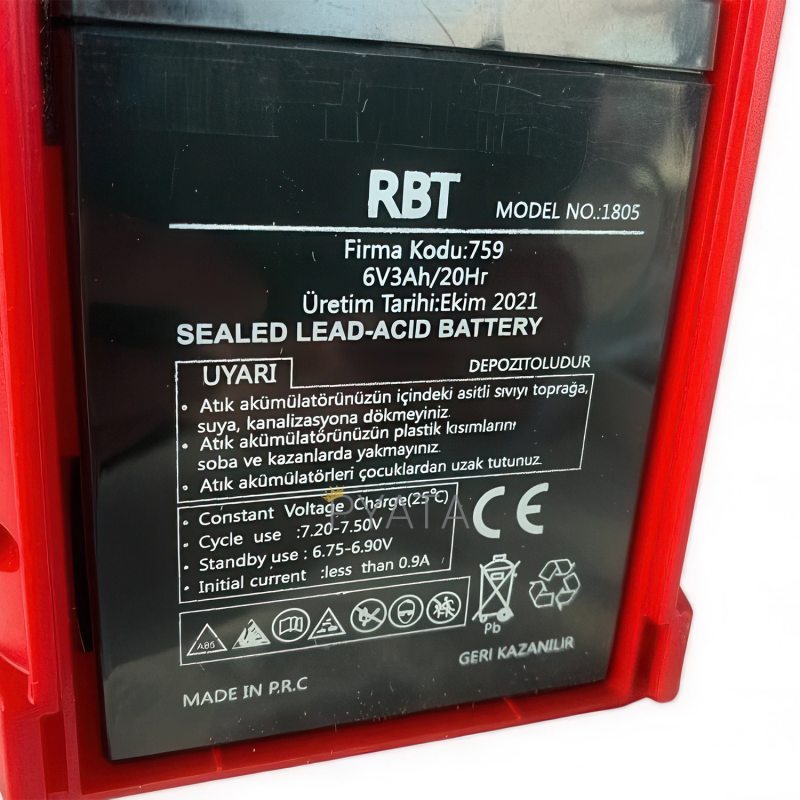 RBT MODEL NO.:1805
Firma Kodu:759
6V3Ah/20Hr
Üretim Tarihi:Ekim 2021
SEALED LEAD-ACID BATTERY
UYARI DEPOZITOLUDUR
• Atık akümülatörünüzün içindeki asitli sıvıyı toprağa,
suya, kanalizasyona dökmeyiniz.
• Atık akümülatörünüzün plastik kısımlarını
soba ve kazanlarda yakmayınız.
• Atık akümülatörleri çocuklardan uzak tutunuz.
• Constant Voltage Charge(25°C)
PYATA
• Cycle use :7.20-7.50V
• Standby use : 6.75-6.90V
• Initial current :less than 0.9A
CE
Pb
GERI KAZANILIR
MADE IN P.R.C